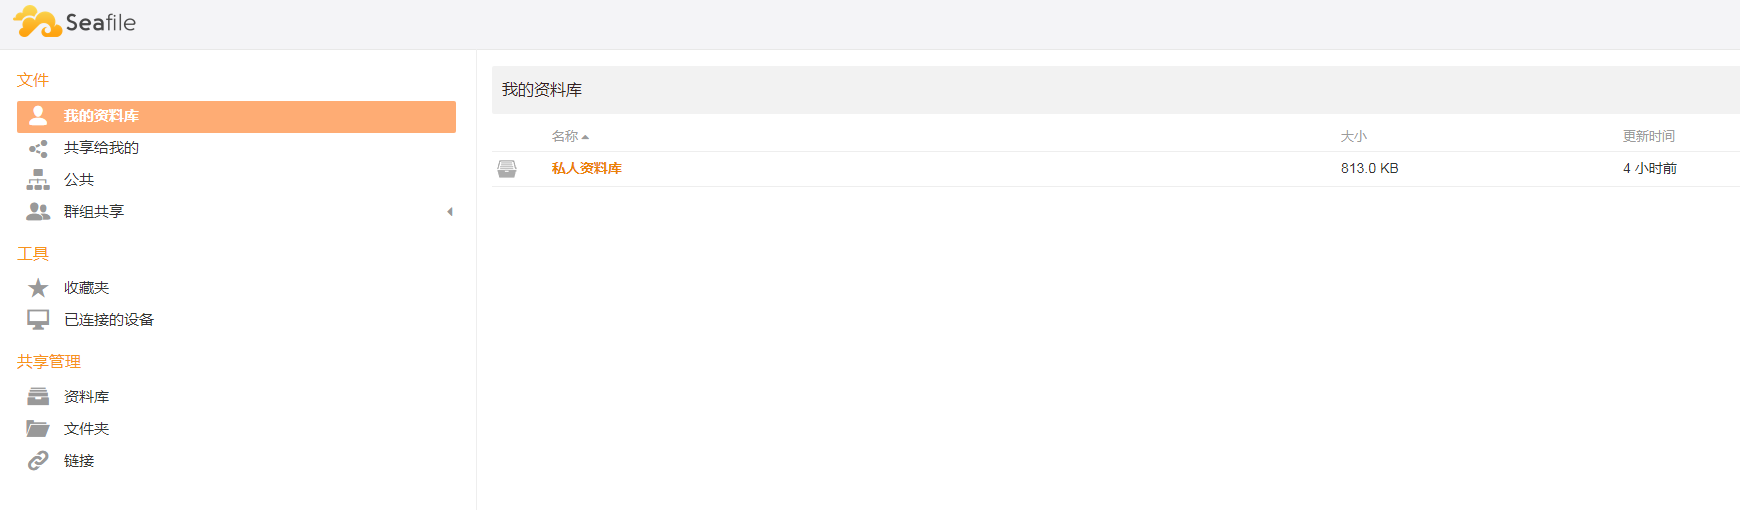 Seafile
文件
我的资料库
共享给我的
公共
群组共享
工具
收藏夹
已连接的设备
共享管理
资料库
文件夹
链接
我的资料库
名称 大小 更新时间
私人资料库 813.0 KB 4 小时前